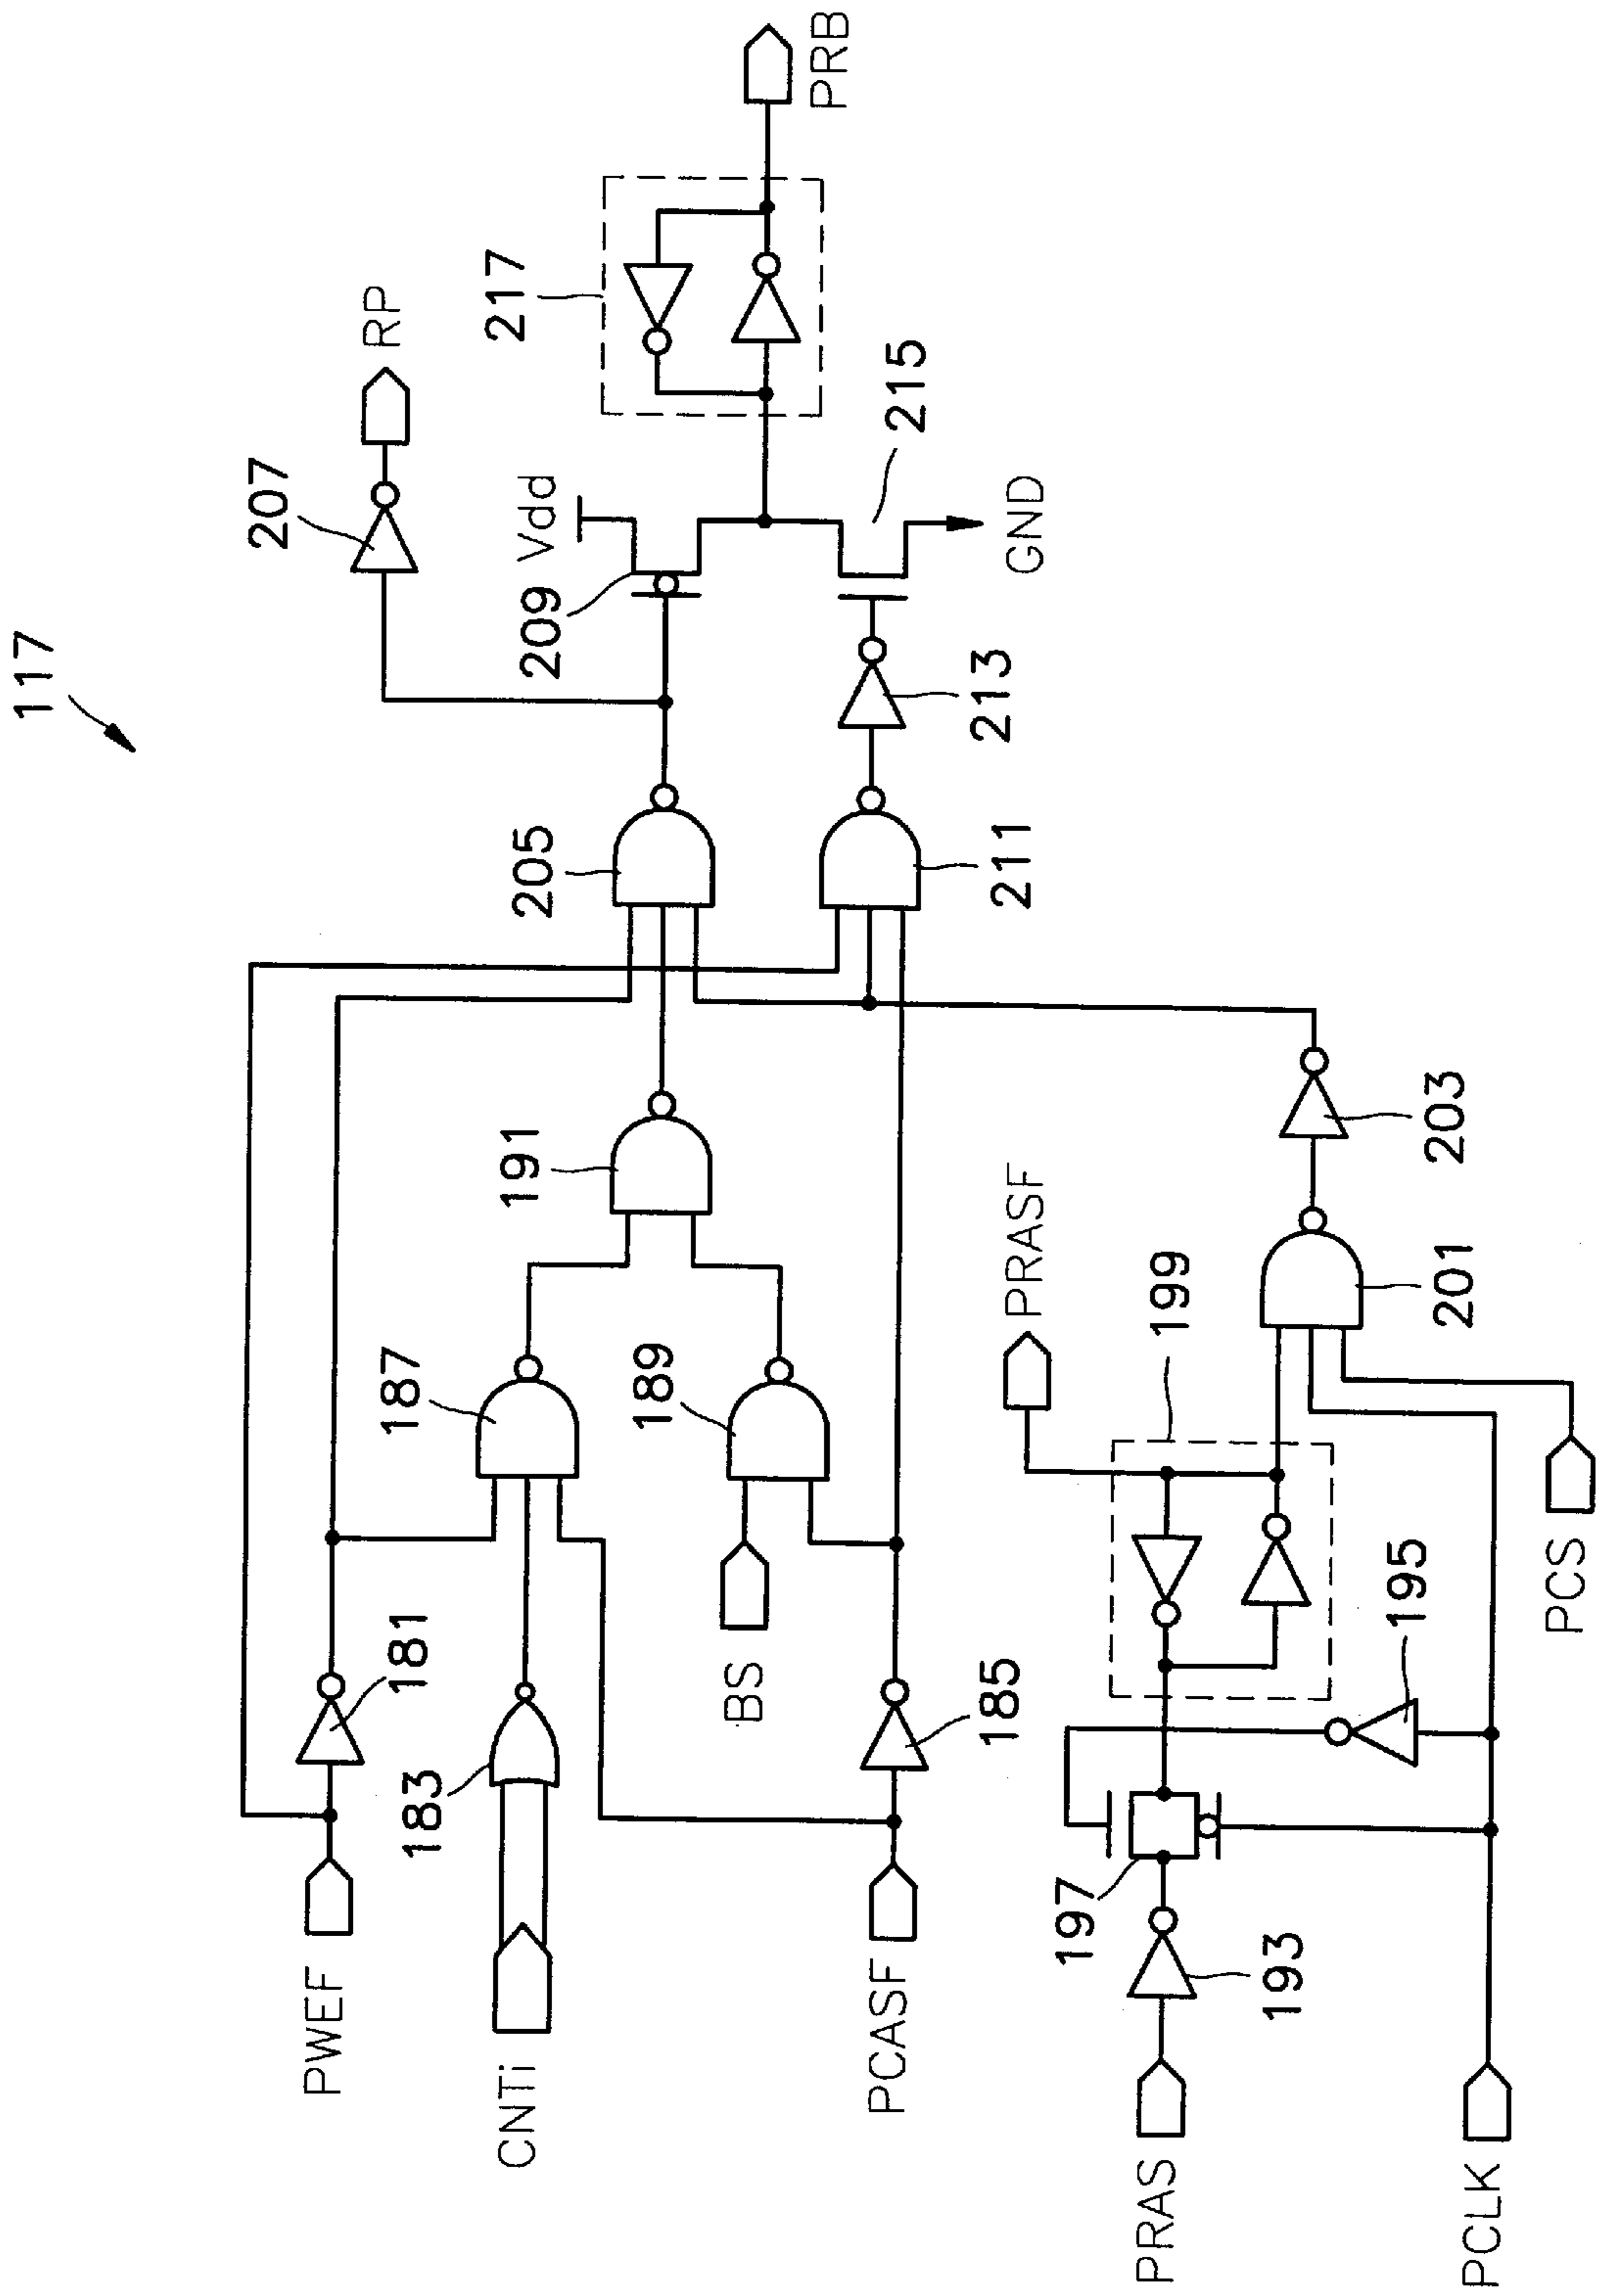 117
207
RP
217
PRB
Vdd
209
215
GND
205
213
211
191
203
PRASF
187
189
199
201
181
BS
185
195
PCS
183
197
193
PWEF
CNTi
PCASF
PRAS
PCLK